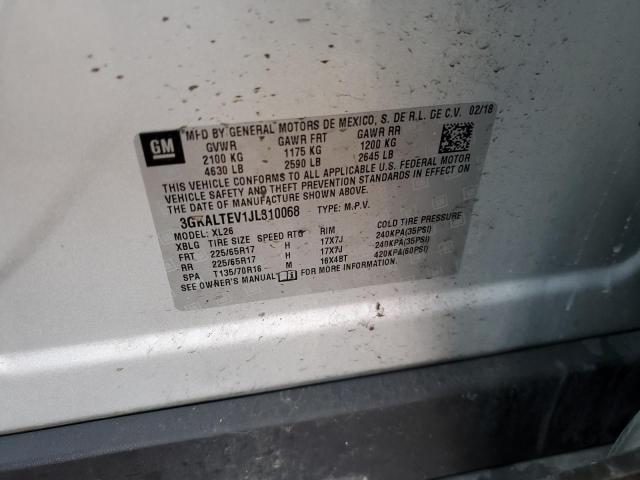 GM
MFD BY GENERAL MOTORS DE MEXICO, S. DE R.L. DE C.V. 02/18
GVWR GAWR FRT GAWR RR
2100 KG 1175 KG 1200 KG
4630 LB 2590 LB 2645 LB
THIS VEHICLE CONFORMS TO ALL APPLICABLE U.S. FEDERAL MOTOR
VEHICLE SAFETY AND THEFT PREVENTION STANDARDS IN EFFECT
ON THE DATE OF MANUFACTURE SHOWN ABOVE.
3GKALTEV1JL310068 TYPE: M.P.V.
MODEL: XL26
XBLG TIRE SIZE SPEED RTG RIM COLD TIRE PRESSURE
FRT 225/65R17 H 17X7J 240KPA(35PSI)
RR 225/65R17 H 17X7J 240KPA(35PSI)
SPA T135/70R16 - M 16X4BT 420KPA(60PSI)
SEE OWNER'S MANUAL